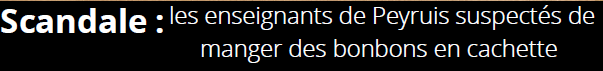 Scandale : les enseignants de Peyruis suspectés de
manger des bonbons en cachette